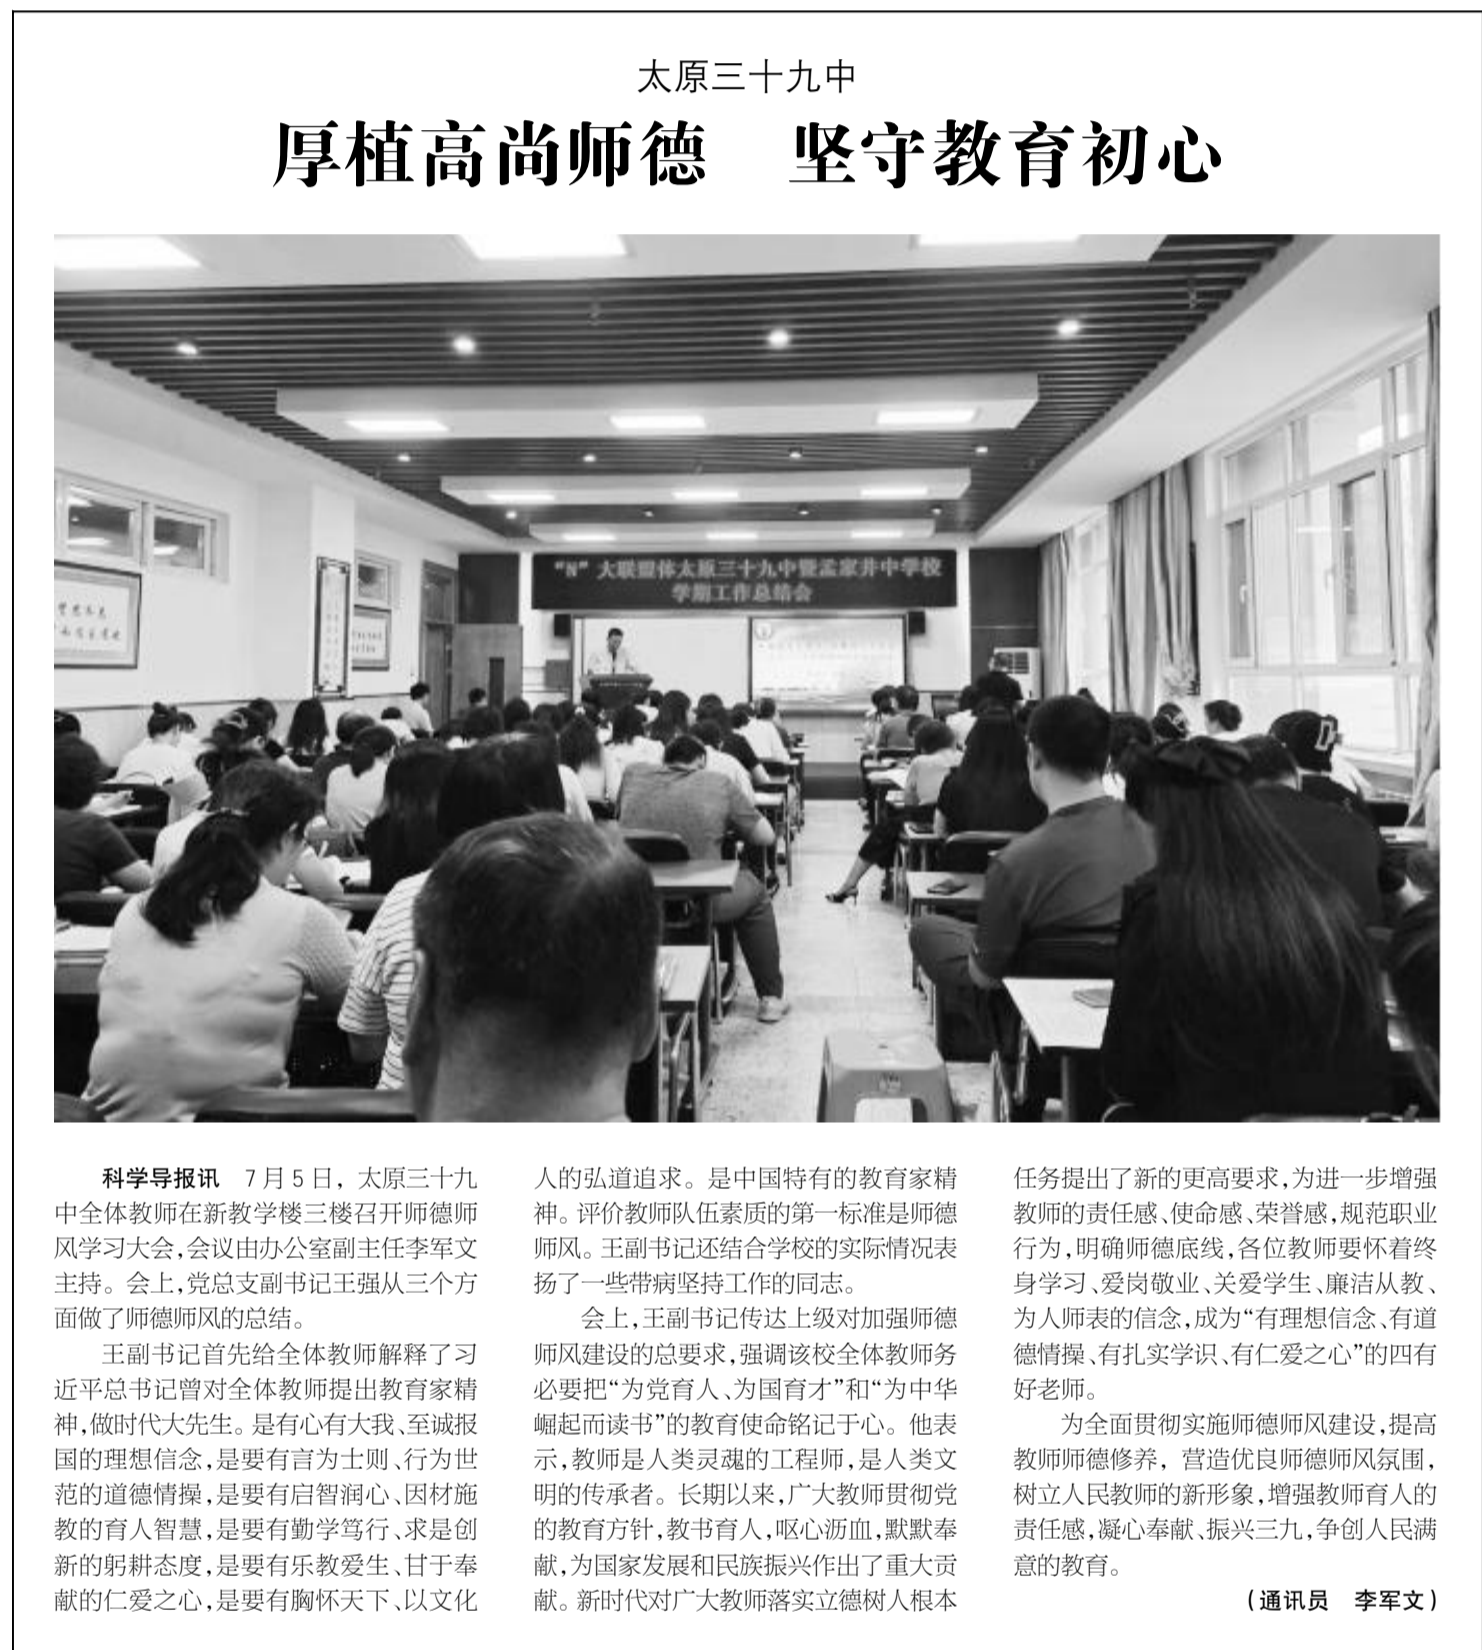 太原三十九中
厚植高尚师德 坚守教育初心
“N”大联盟体太原三十九中暨孟家井中学校
学期工作总结会
科学导报讯 7月5日，太原三十九
中全体教师在新教学楼三楼召开师德师
风学习大会，会议由办公室副主任李军文
主持。会上，党总支副书记王强从三个方
面做了师德师风的总结。
王副书记首先给全体教师解释了习
近平总书记曾对全体教师提出教育家精
神，做时代大先生。是有心有大我、至诚报
国的理想信念，是要有言为士则、行为世
范的道德情操，是要有启智润心、因材施
教的育人智慧，是要有勤学笃行、求是创
新的躬耕态度，是要有乐教爱生、甘于奉
献的仁爱之心，是要有胸怀天下、以文化
人的弘道追求。是中国特有的教育家精
神。评价教师队伍素质的第一标准是师德
师风。王副书记还结合学校的实际情况表
扬了一些带病坚持工作的同志。
会上，王副书记传达上级对加强师德
师风建设的总要求，强调该校全体教师务
必要把“为党育人、为国育才”和“为中华
崛起而读书”的教育使命铭记于心。他表
示，教师是人类灵魂的工程师，是人类文
明的传承者。长期以来，广大教师贯彻党
的教育方针，教书育人，呕心沥血，默默奉
献，为国家发展和民族振兴作出了重大贡
献。新时代对广大教师落实立德树人根本
任务提出了新的更高要求，为进一步增强
教师的责任感、使命感、荣誉感，规范职业
行为，明确师德底线，各位教师要怀着终
身学习、爱岗敬业、关爱学生、廉洁从教、
为人师表的信念，成为“有理想信念、有道
德情操、有扎实学识、有仁爱之心”的四有
好老师。
为全面贯彻实施师德师风建设，提高
教师师德修养，营造优良师德师风氛围，
树立人民教师的新形象，增强教师育人的
责任感，凝心奉献、振兴三九，争创人民满
意的教育。
（通讯员 李军文）